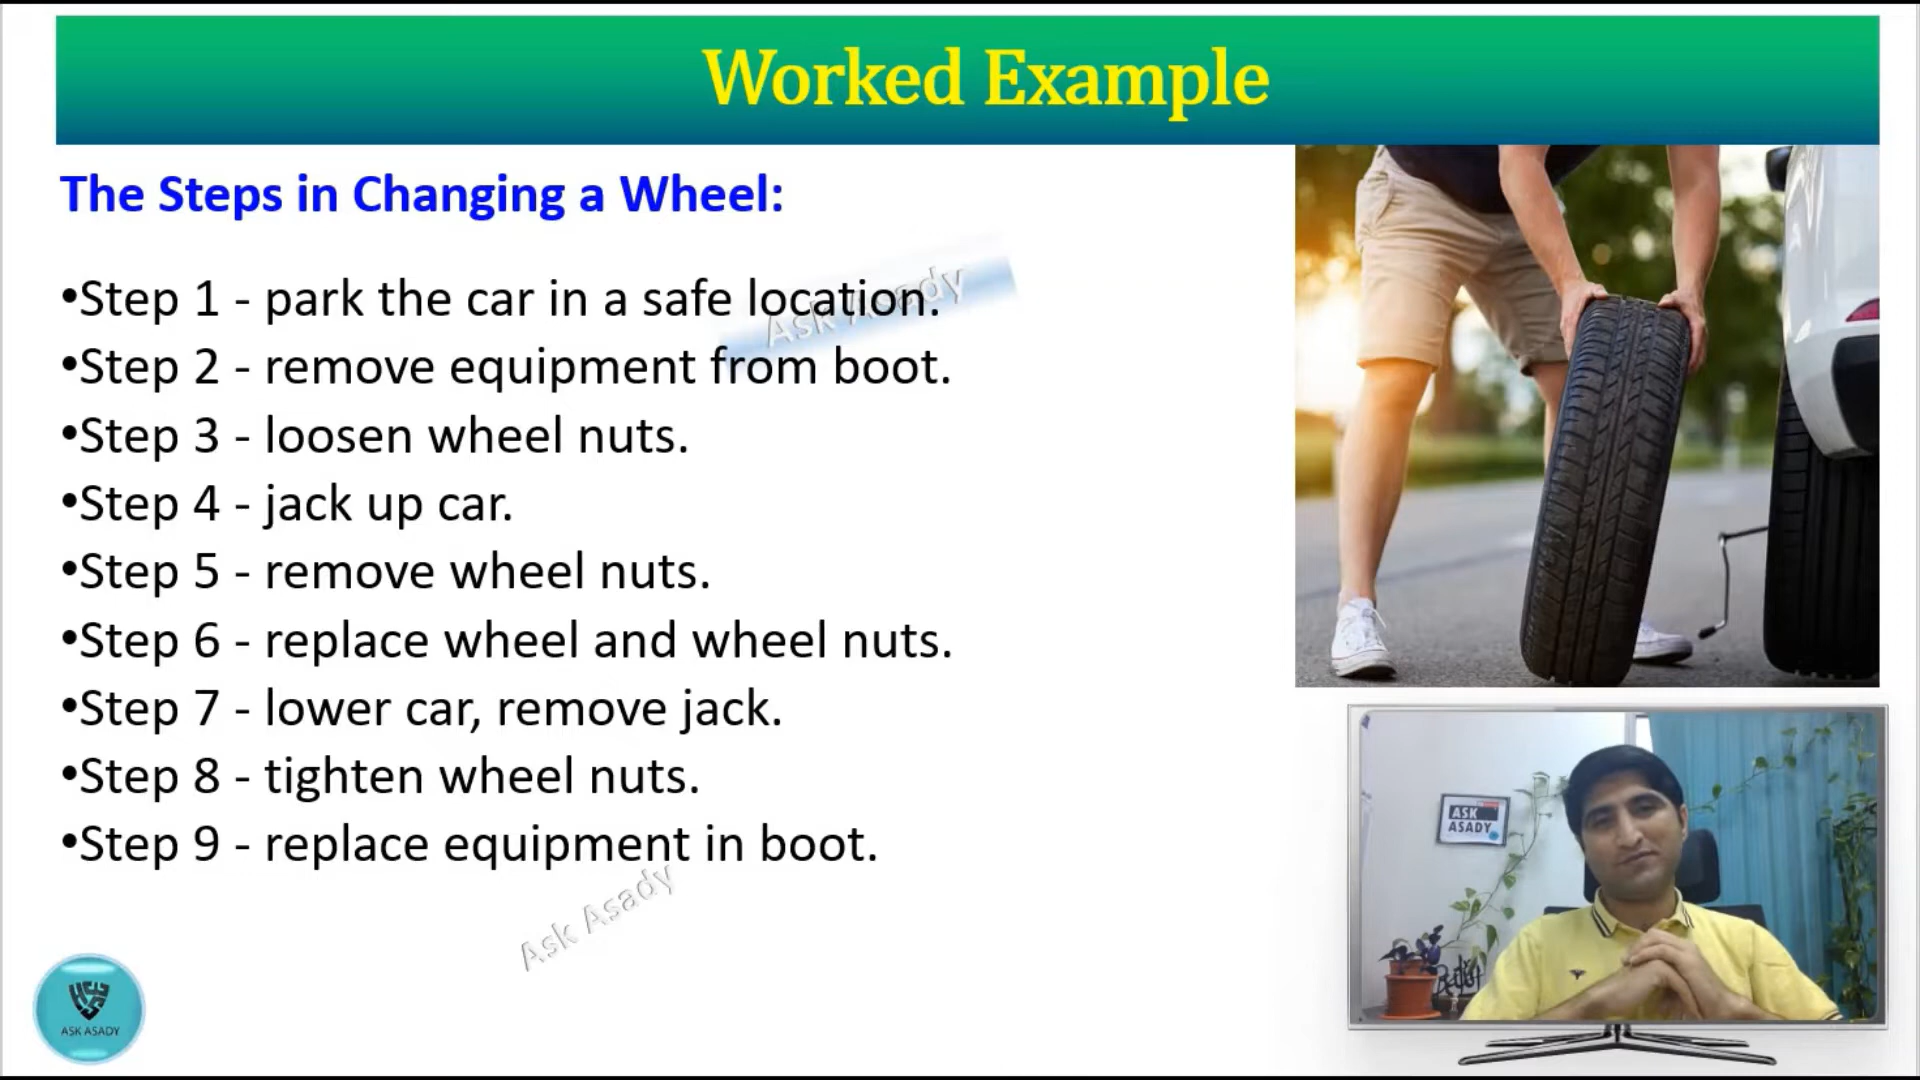 Worked Example
The Steps in Changing a Wheel:
•Step 1 - park the car in a safe location.
•Step 2 - remove equipment from boot.
•Step 3 - loosen wheel nuts.
•Step 4 - jack up car.
•Step 5 - remove wheel nuts.
•Step 6 - replace wheel and wheel nuts.
•Step 7 - lower car, remove jack.
•Step 8 - tighten wheel nuts.
•Step 9 - replace equipment in boot.
Ask Asady
Ask Asady
ASK
ASADY
ASK ASADY